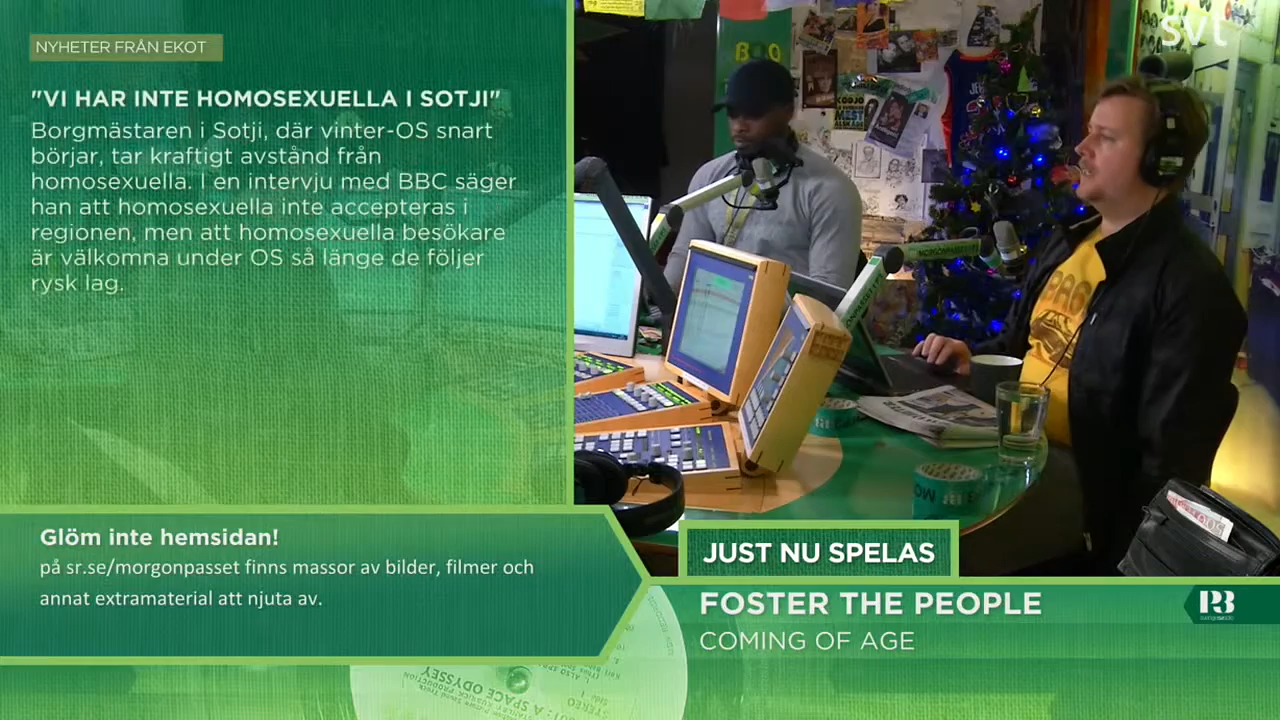 NYHETER FRÅN EKOT
"VI HAR INTE HOMOSEXUELLA I SOTJI"
Borgmästaren i Sotji, där vinter-OS snart
börjar, tar kraftigt avstånd från
homosexuella. I en intervju med BBC säger
han att homosexuella inte accepteras i
regionen, men att homosexuella besökare
är välkomna under OS så länge de följer
rysk lag.
svt
Glöm inte hemsidan!
på sr.se/morgonpasset finns massor av bilder, filmer och
annat extramaterial att njuta av.
JUST NU SPELAS
FOSTER THE PEOPLE
COMING OF AGE
P3
A SPACE ODYSSEY
STEREO